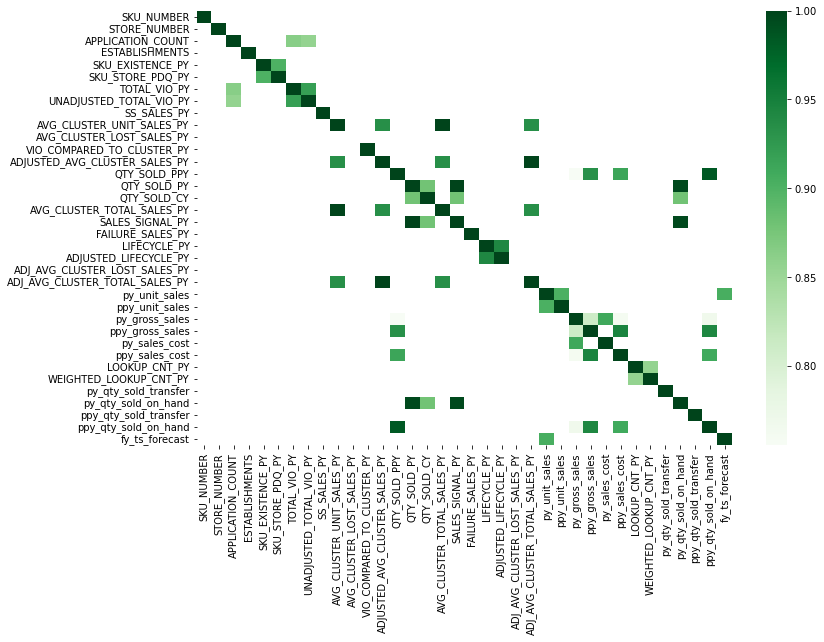 SKU_NUMBER
STORE_NUMBER
APPLICATION_COUNT
ESTABLISHMENTS
SKU_EXISTENCE_PY
SKU_STORE_PDQ_PY
TOTAL_VIO_PY
UNADJUSTED_TOTAL_VIO_PY
SS_SALES_PY
AVG_CLUSTER_UNIT_SALES_PY
AVG_CLUSTER_LOST_SALES_PY
VIO_COMPARED_TO_CLUSTER_PY
ADJUSTED_AVG_CLUSTER_SALES_PY
QTY_SOLD_PPY
QTY_SOLD_PY
QTY_SOLD_CY
AVG_CLUSTER_TOTAL_SALES_PY
SALES_SIGNAL_PY
FAILURE_SALES_PY
LIFECYCLE_PY
ADJUSTED_LIFECYCLE_PY
ADJ_AVG_CLUSTER_LOST_SALES_PY
ADJ_AVG_CLUSTER_TOTAL_SALES_PY
py_unit_sales
ppy_unit_sales
py_gross_sales
ppy_gross_sales
py_sales_cost
ppy_sales_cost
LOOKUP_CNT_PY
WEIGHTED_LOOKUP_CNT_PY
py_qty_sold_transfer
py_qty_sold_on_hand
ppy_qty_sold_transfer
ppy_qty_sold_on_hand
fy_ts_forecast
SKU_NUMBER
STORE_NUMBER
APPLICATION_COUNT
ESTABLISHMENTS
SKU_EXISTENCE_PY
SKU_STORE_PDQ_PY
TOTAL_VIO_PY
UNADJUSTED_TOTAL_VIO_PY
SS_SALES_PY
AVG_CLUSTER_UNIT_SALES_PY
AVG_CLUSTER_LOST_SALES_PY
VIO_COMPARED_TO_CLUSTER_PY
ADJUSTED_AVG_CLUSTER_SALES_PY
QTY_SOLD_PPY
QTY_SOLD_PY
QTY_SOLD_CY
AVG_CLUSTER_TOTAL_SALES_PY
SALES_SIGNAL_PY
FAILURE_SALES_PY
LIFECYCLE_PY
ADJUSTED_LIFECYCLE_PY
ADJ_AVG_CLUSTER_LOST_SALES_PY
ADJ_AVG_CLUSTER_TOTAL_SALES_PY
py_unit_sales
ppy_unit_sales
py_gross_sales
ppy_gross_sales
py_sales_cost
ppy_sales_cost
LOOKUP_CNT_PY
WEIGHTED_LOOKUP_CNT_PY
py_qty_sold_transfer
py_qty_sold_on_hand
ppy_qty_sold_transfer
ppy_qty_sold_on_hand
fy_ts_forecast
1.00
0.95
0.90
0.85
0.80